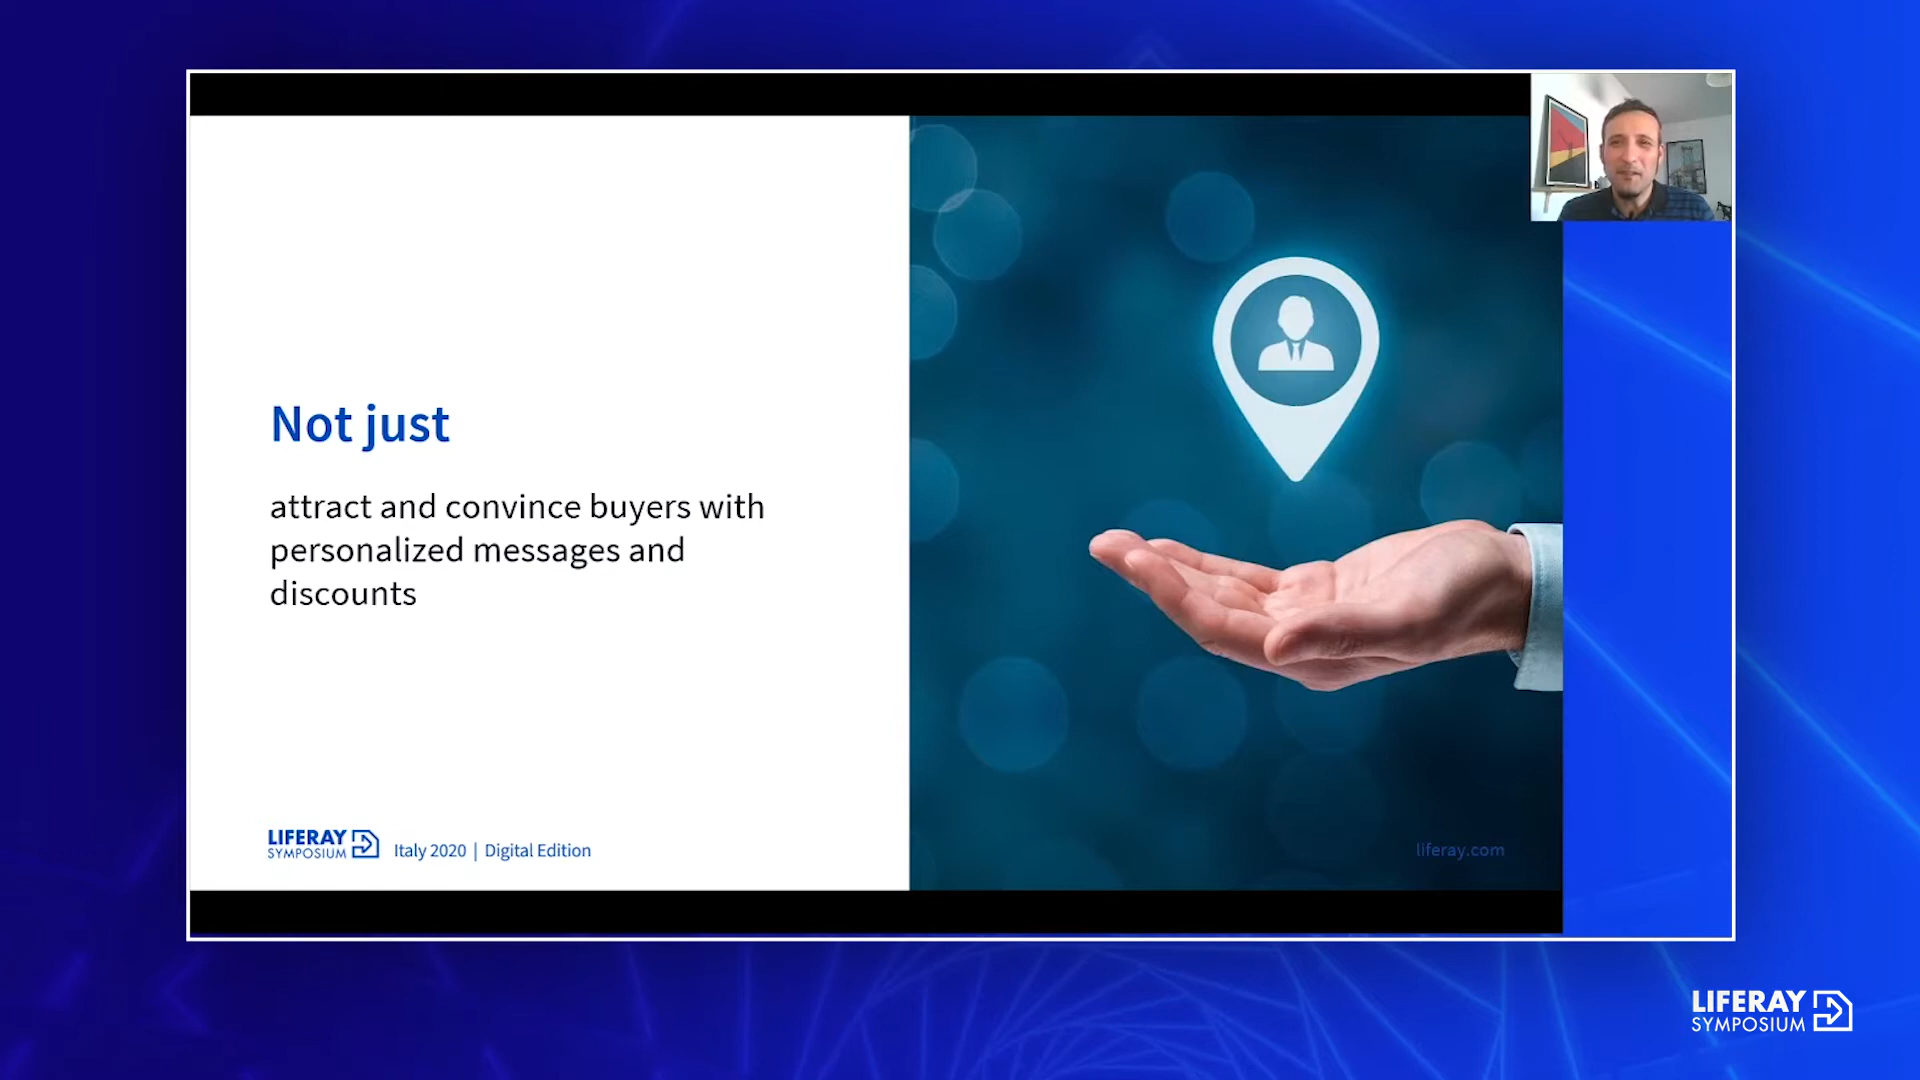 Not just
attract and convince buyers with
personalized messages and
discounts
LIFERAY
SYMPOSIUM
Italy 2020 | Digital Edition
liferay.com
LIFERAY
SYMPOSIUM